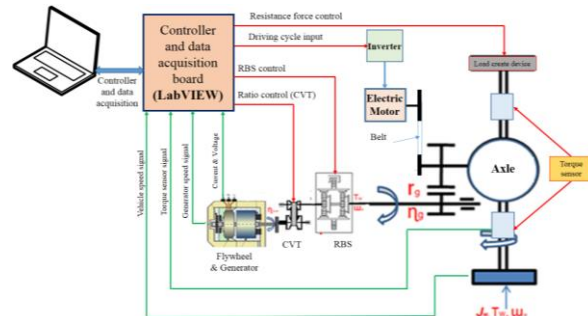 Controller
and data
acquisition
board
(LabVIEW)
Resistance force control
Driving cycle input
RBS control
Ratio control (CVT)
Controller
and data
acquisition
Inverter
Electric
Motor
Belt
Load create device
Torque
sensor
Axle
Vehicle speed signal
Torque sensor signal
Generator speed signal
Current & Voltage
Flywheel
& Generator
CVT
RBS
r₉
η₉